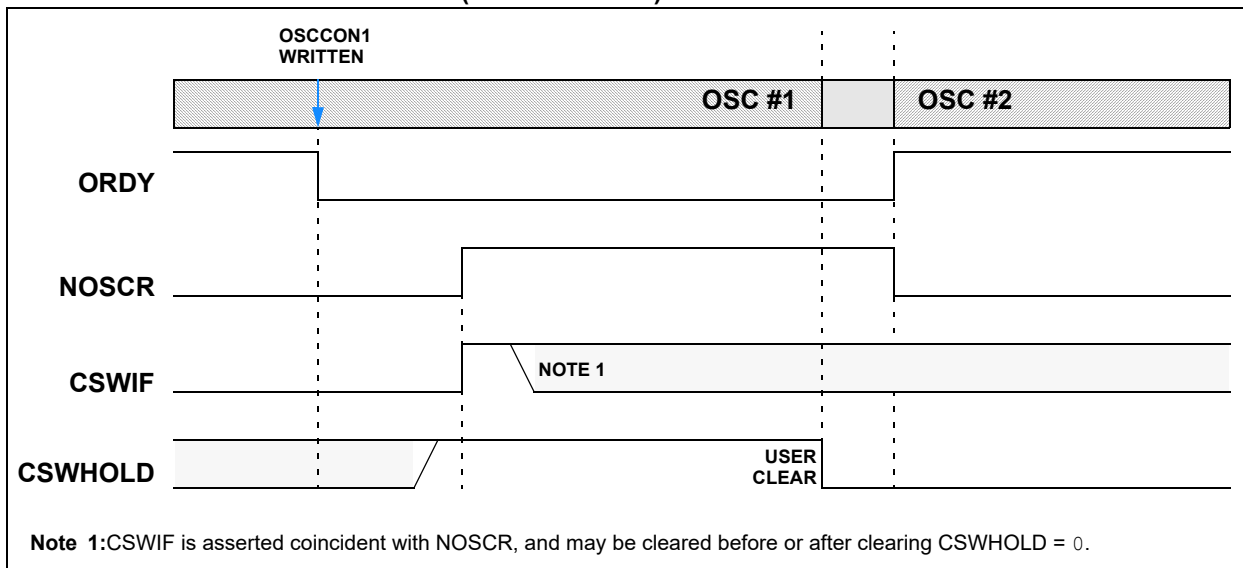 OSCCON1
WRITTEN
OSC #1
OSC #2
ORDY
NOSCR
CSWIF
NOTE 1
CSWHOLD
USER
CLEAR
Note 1:CSWIF is asserted coincident with NOSCR, and may be cleared before or after clearing CSWHOLD = 0.